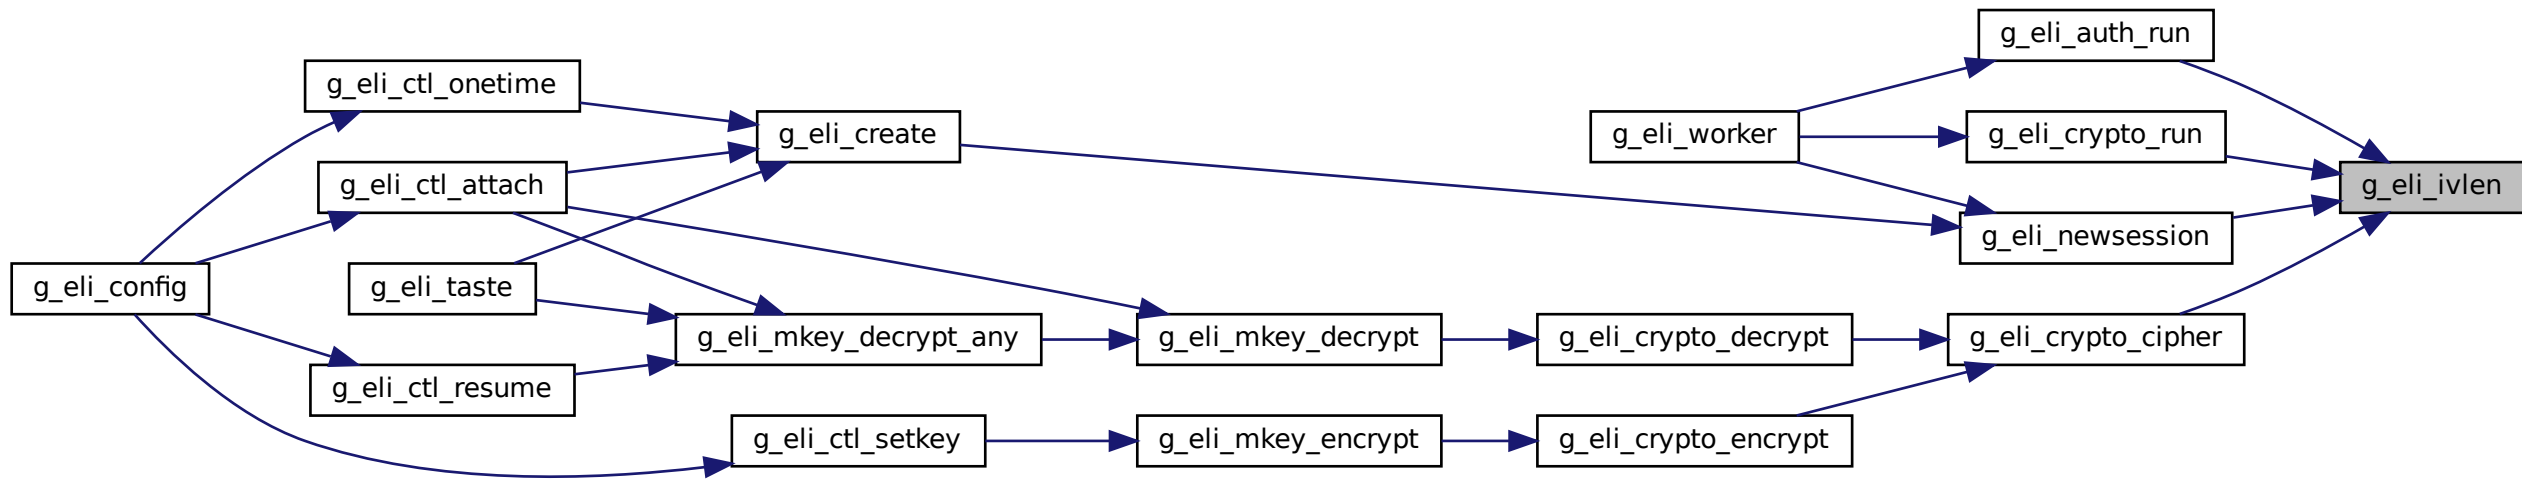 g_eli_auth_run
g_eli_ctl_onetime
g_eli_create
g_eli_worker
g_eli_crypto_run
g_eli_ctl_attach
g_eli_ivlen
g_eli_newsession
g_eli_config
g_eli_taste
g_eli_mkey_decrypt_any
g_eli_mkey_decrypt
g_eli_crypto_decrypt
g_eli_crypto_cipher
g_eli_ctl_resume
g_eli_ctl_setkey
g_eli_mkey_encrypt
g_eli_crypto_encrypt